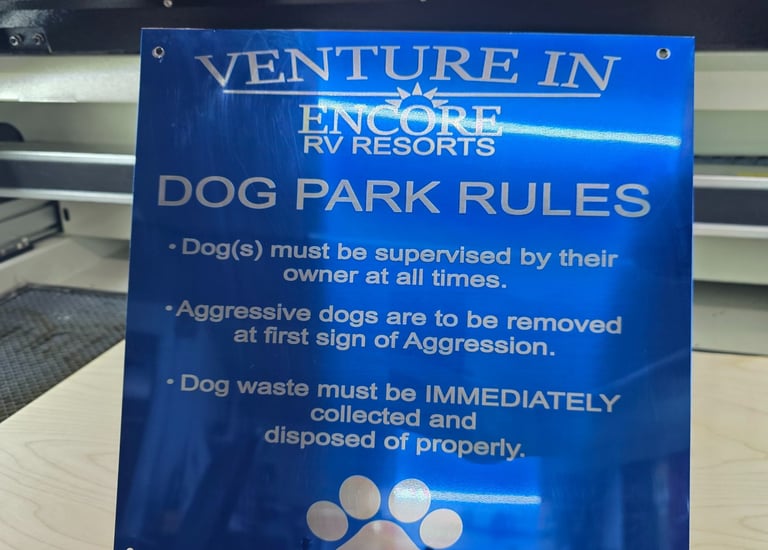 VENTURE IN
ENCORE
RV RESORTS
DOG PARK RULES
• Dog(s) must be supervised by their
owner at all times.
• Aggressive dogs are to be removed
at first sign of Aggression.
• Dog waste must be IMMEDIATELY
collected and
disposed of properly.